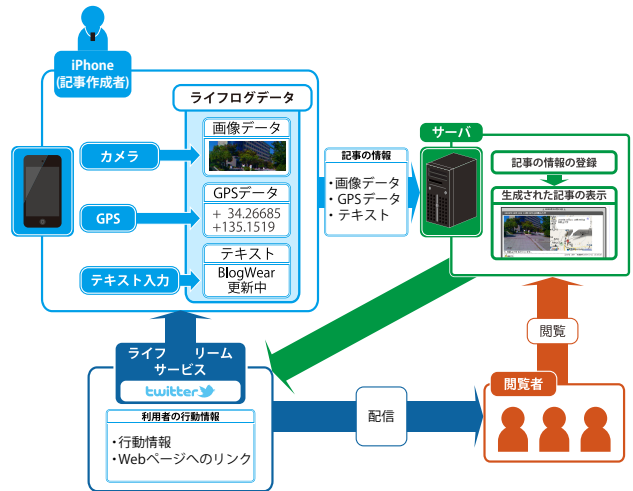 iPhone
(記事作成者)
ライフログデータ
カメラ
画像データ
GPS
GPSデータ
+ 34.26685
+135.1519
テキスト入力
テキスト
BlogWear
更新中
記事の情報
・画像データ
・GPSデータ
・テキスト
サーバ
記事の情報の登録
生成された記事の表示
閲覧
閲覧者
配信
サービス
twitter
利用者の行動情報
・行動情報
・Webページへのリンク